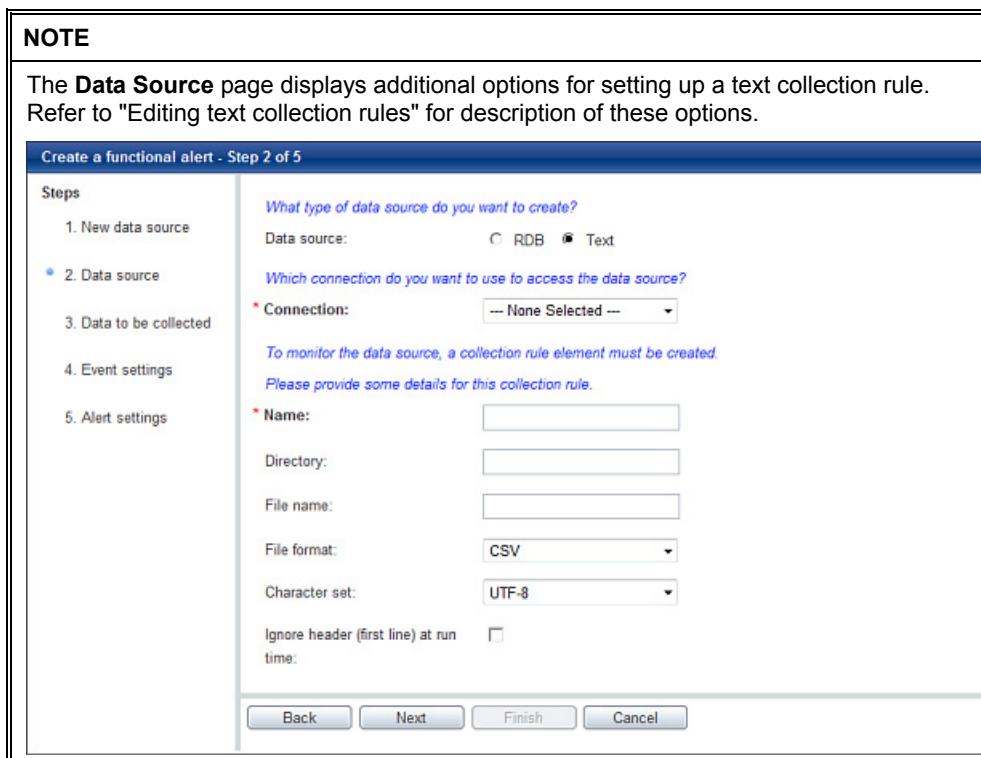 NOTE
The Data Source page displays additional options for setting up a text collection rule.
Refer to "Editing text collection rules" for description of these options.
Create a functional alert - Step 2 of 5
Steps
1. New data source
2. Data source
3. Data to be collected
4. Event settings
5. Alert settings
What type of data source do you want to create?
Data source: RDB Text
Which connection do you want to use to access the data source?
* Connection: --- None Selected ---
To monitor the data source, a collection rule element must be created.
Please provide some details for this collection rule.
* Name:
Directory:
File name:
File format: CSV
Character set: UTF-8
Ignore header (first line) at run
time:
Back Next Finish Cancel